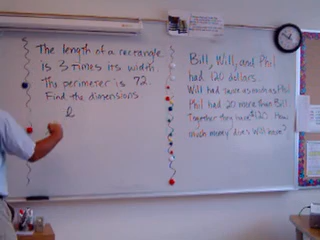 The length of a rectangle
is 3 times its width.
The perimeter is 72.
Find the dimensions
l
Bill, Will, and Phil
had 120 dollars.
Will had same as much as Phil.
Phil had 20 more than Bill.
Together they have $120. How
much money does Will have?